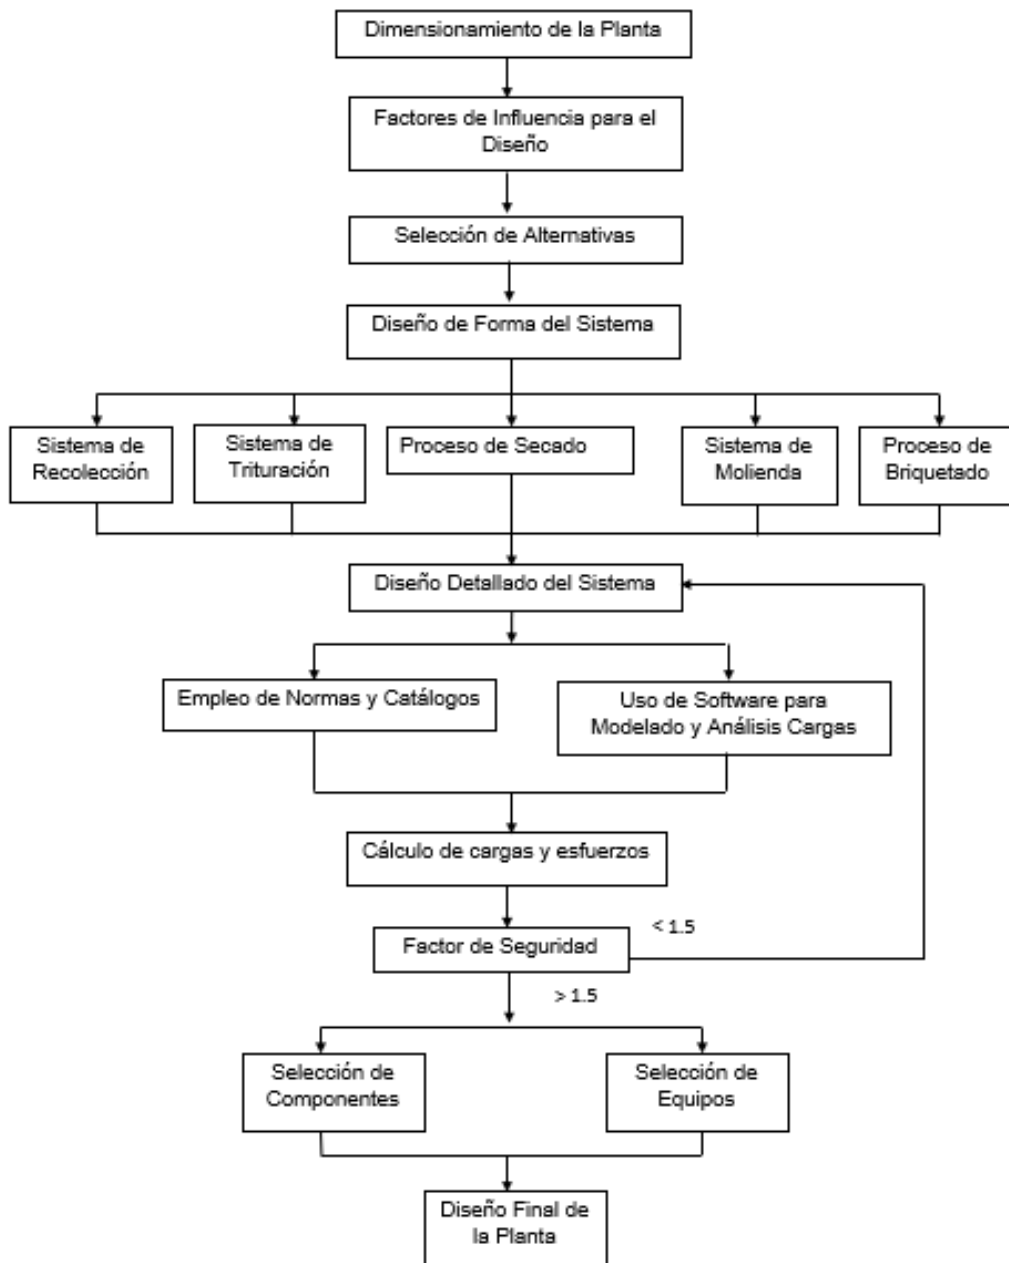 Dimensionamiento de la Planta
Factores de Influencia para el
Diseño
Selección de Alternativas
Diseño de Forma del Sistema
Sistema de
Recolección
Sistema de
Trituración
Proceso de Secado
Sistema de
Molienda
Proceso de
Briquetado
Diseño Detallado del Sistema
Empleo de Normas y Catálogos
Uso de Software para
Modelado y Análisis Cargas
Cálculo de cargas y esfuerzos
Factor de Seguridad
< 1.5
> 1.5
Selección de
Componentes
Selección de
Equipos
Diseño Final de
la Planta